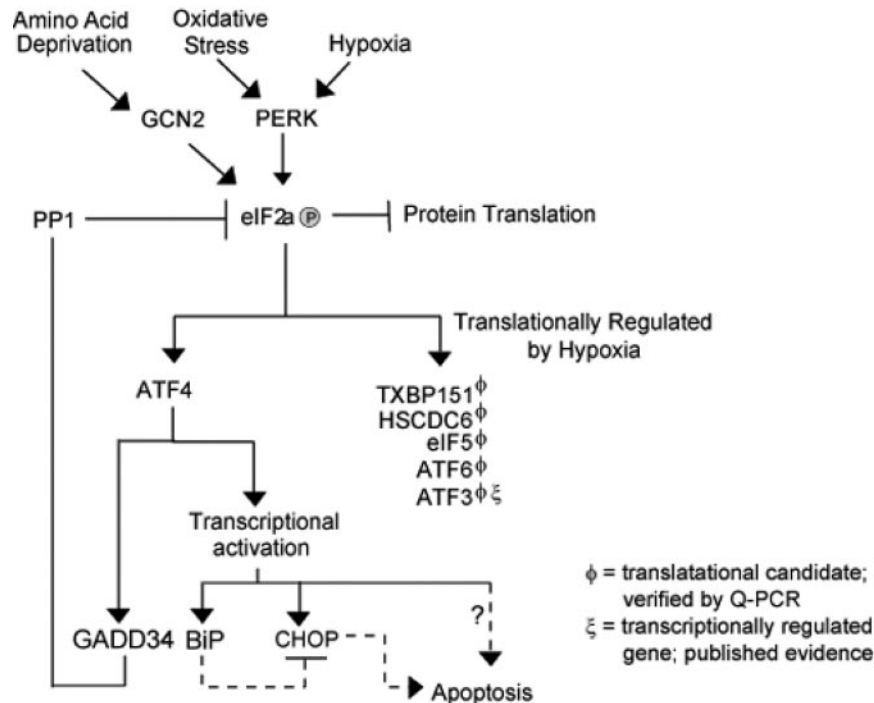 Amino Acid
Deprivation
Oxidative
Stress
Hypoxia
GCN2
PERK
PP1
eIF2a Ⓟ
Protein Translation
Translationally Regulated
by Hypoxia
ATF4
TXBP151ϕ
HSCDC6ϕ
eIF5ϕ
ATF6ϕ
ATF3ϕξ
Transcriptional
activation
ϕ = translatational candidate;
verified by Q-PCR
ξ = transcriptionally regulated
gene; published evidence
?
GADD34
BiP
CHOP
Apoptosis